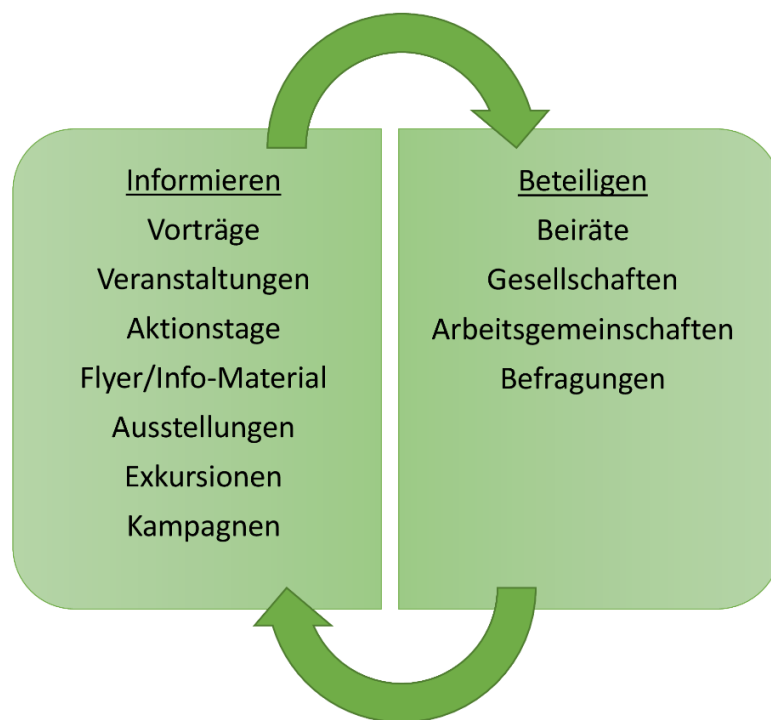 Informieren
Vorträge
Veranstaltungen
Aktionstage
Flyer/Info-Material
Ausstellungen
Exkursionen
Kampagnen
Beteiligen
Beiräte
Gesellschaften
Arbeitsgemeinschaften
Befragungen